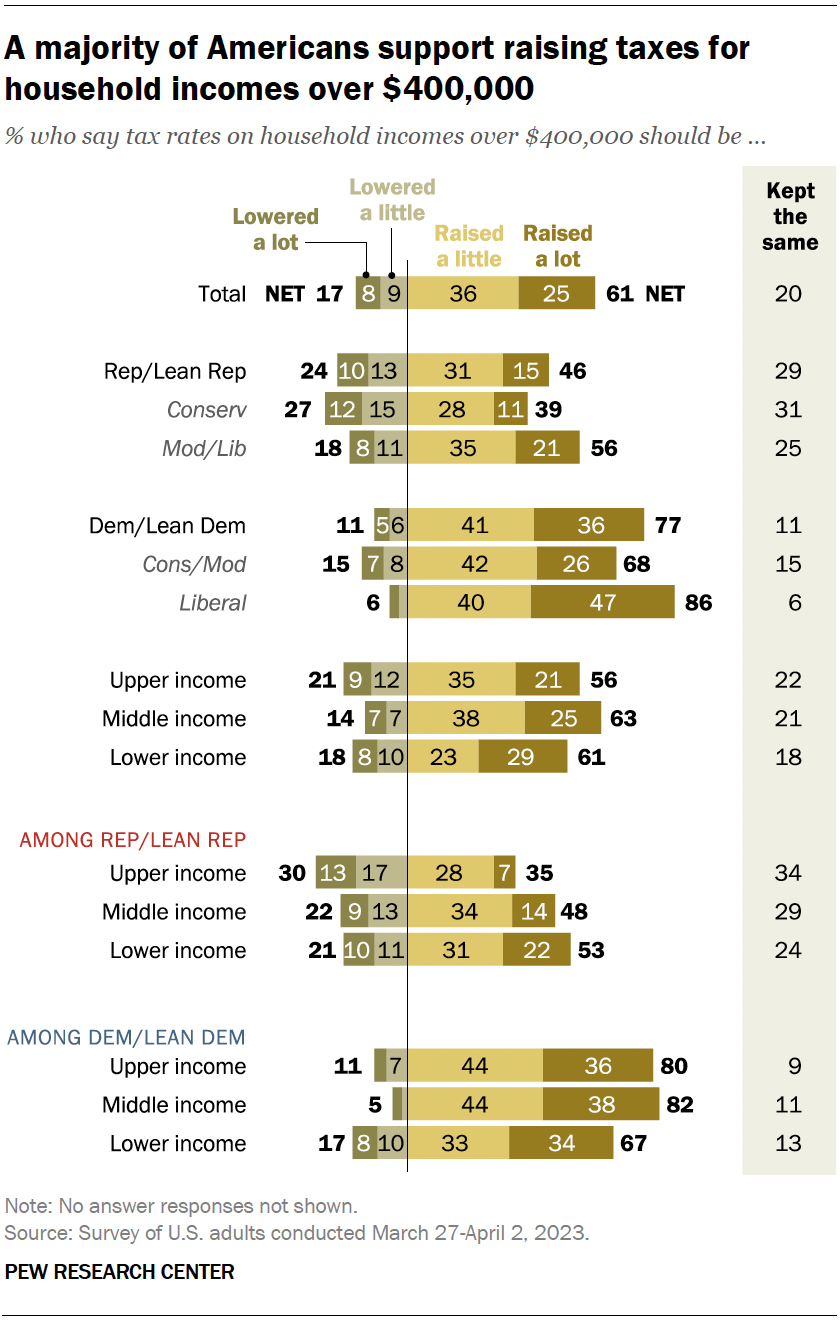 A majority of Americans support raising taxes for
household incomes over $400,000
% who say tax rates on household incomes over $400,000 should be ...
Lowered a lot
Lowered a little
Raised a little
Raised a lot
Kept the same
Total NET 17 8 9 36 25 61 NET 20
Rep/Lean Rep 24 10 13 31 15 46 29
Conserv 27 12 15 28 11 39 31
Mod/Lib 18 8 11 35 21 56 25
Dem/Lean Dem 11 5 6 41 36 77 11
Cons/Mod 15 7 8 42 26 68 15
Liberal 6 40 47 86 6
Upper income 21 9 12 35 21 56 22
Middle income 14 7 7 38 25 63 21
Lower income 18 8 10 23 29 61 18
AMONG REP/LEAN REP
Upper income 30 13 17 28 7 35 34
Middle income 22 9 13 34 14 48 29
Lower income 21 10 11 31 22 53 24
AMONG DEM/LEAN DEM
Upper income 11 7 44 36 80 9
Middle income 5 44 38 82 11
Lower income 17 8 10 33 34 67 13
Note: No answer responses not shown.
Source: Survey of U.S. adults conducted March 27-April 2, 2023.
PEW RESEARCH CENTER